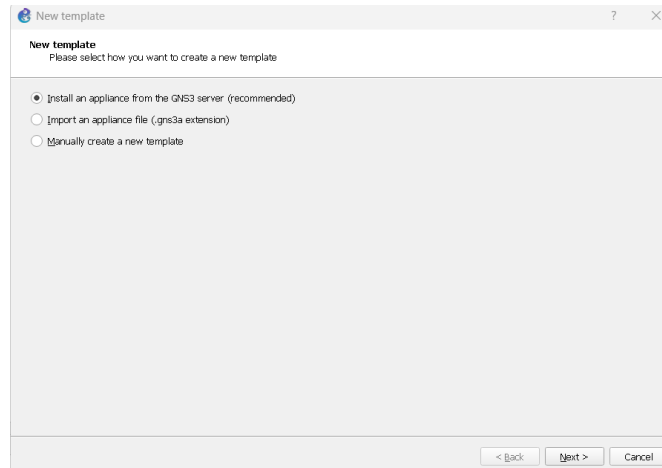 New template
New template
Please select how you want to create a new template
Install an appliance from the GNS3 server (recommended)
Import an appliance file (.gns3a extension)
Manually create a new template
< Back Next > Cancel